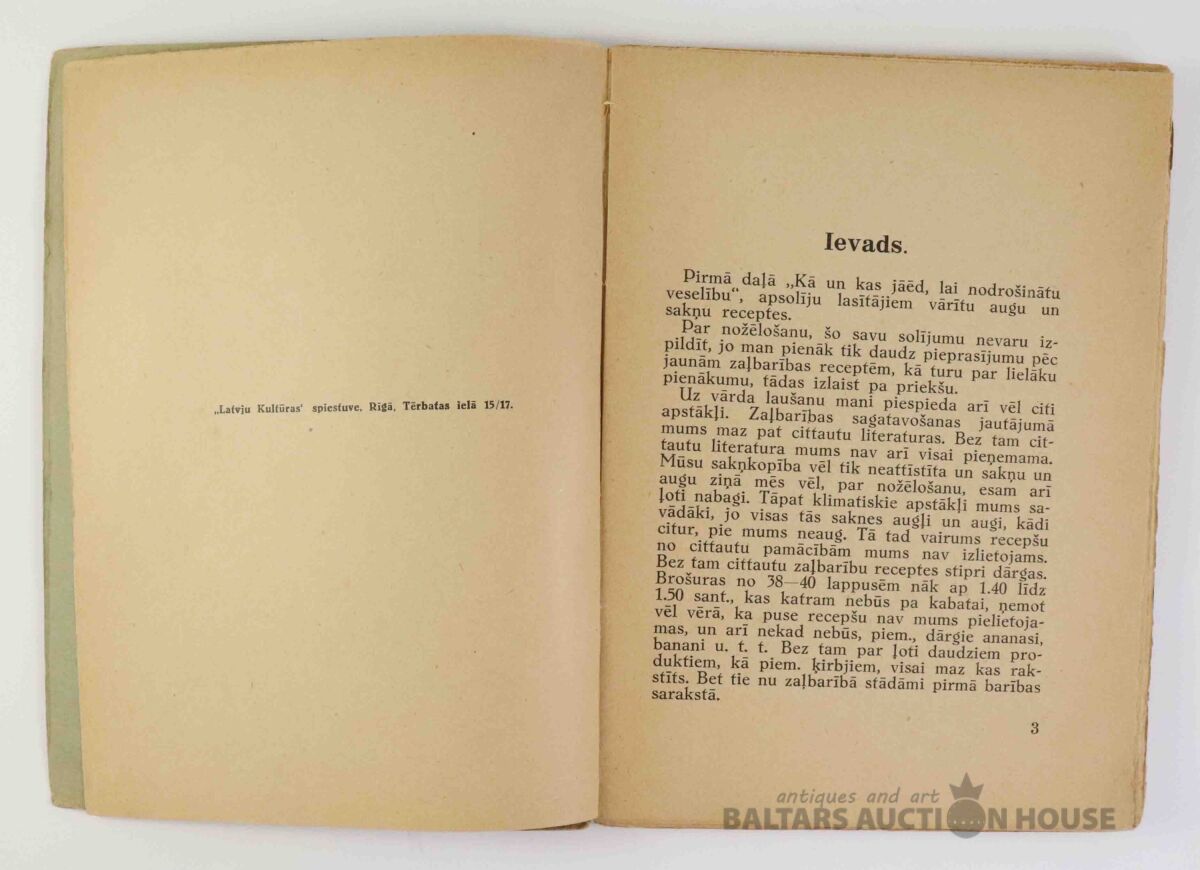 „Latvju Kultūras' spiestuve, Rīgā, Tērbatas ielā 15/17.
Ievads.
Pirmā daļā „Kā un kas jāēd, lai nodrošinātu
veselību“, apsolīju lasītājiem vārītu augu un
sakņu receptes.
Par nožēlošanu, šo savu solījumu nevaru iz-
pildīt, jo man pienāk tik daudz pieprasījumu pēc
jaunām zaļbarības receptēm, kā turu par lielāku
pienākumu, tādas izlaist pa priekšu.
Uz vārda laušanu mani piespieda arī vēl citi
apstākļi. Zaļbarības sagatavošanas jautājumā
mums maz pat cittautu literaturas. Bez tam cit-
tautu literatura mums nav arī visai pieņemama.
Mūsu sakņkopība vēl tik neattīstīta un sakņu un
augu ziņā mēs vēl, par nožēlošanu, esam arī
ļoti nabagi. Tāpat klimatiskie apstākļi mums sa-
vādāki, jo visas tās saknes augļi un augi, kādi
citur, pie mums neaug. Tā tad vairums recepšu
no cittautu pamācībām mums nav izlietojams.
Bez tam cittautu zaļbarību receptes stipri dārgas.
Brošuras no 38—40 lappusēm nāk ap 1.40 līdz
1.50 sant., kas katram nebūs pa kabatai, ņemot
vēl vērā, ka puse recepšu nav mums pielietoja-
mas, un arī nekad nebūs, piem., dārgie ananasi,
banani u. t. t. Bez tam par ļoti daudziem pro-
duktiem, kā piem. ķirbjiem, visai maz kas rak-
stīts. Bet tie nu zaļbarībā stādāmi pirmā barības
sarakstā.
3
antiques and art
BALTARS AUCTION HOUSE